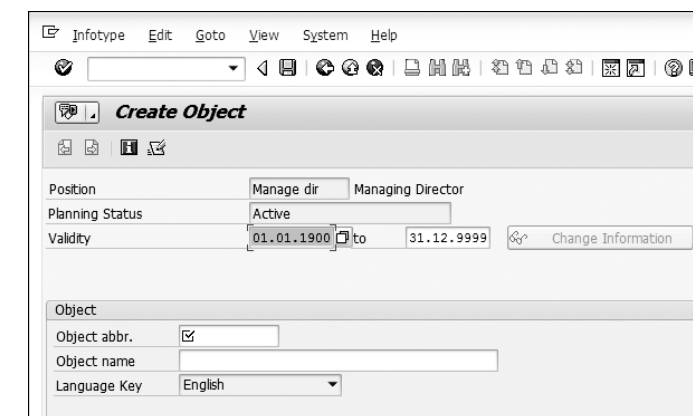 Infotype Edit Goto View System Help
Create Object
Position Manage dir Managing Director
Planning Status Active
Validity 01.01.1900 to 31.12.9999 Change Information
Object
Object abbr.
Object name
Language Key English